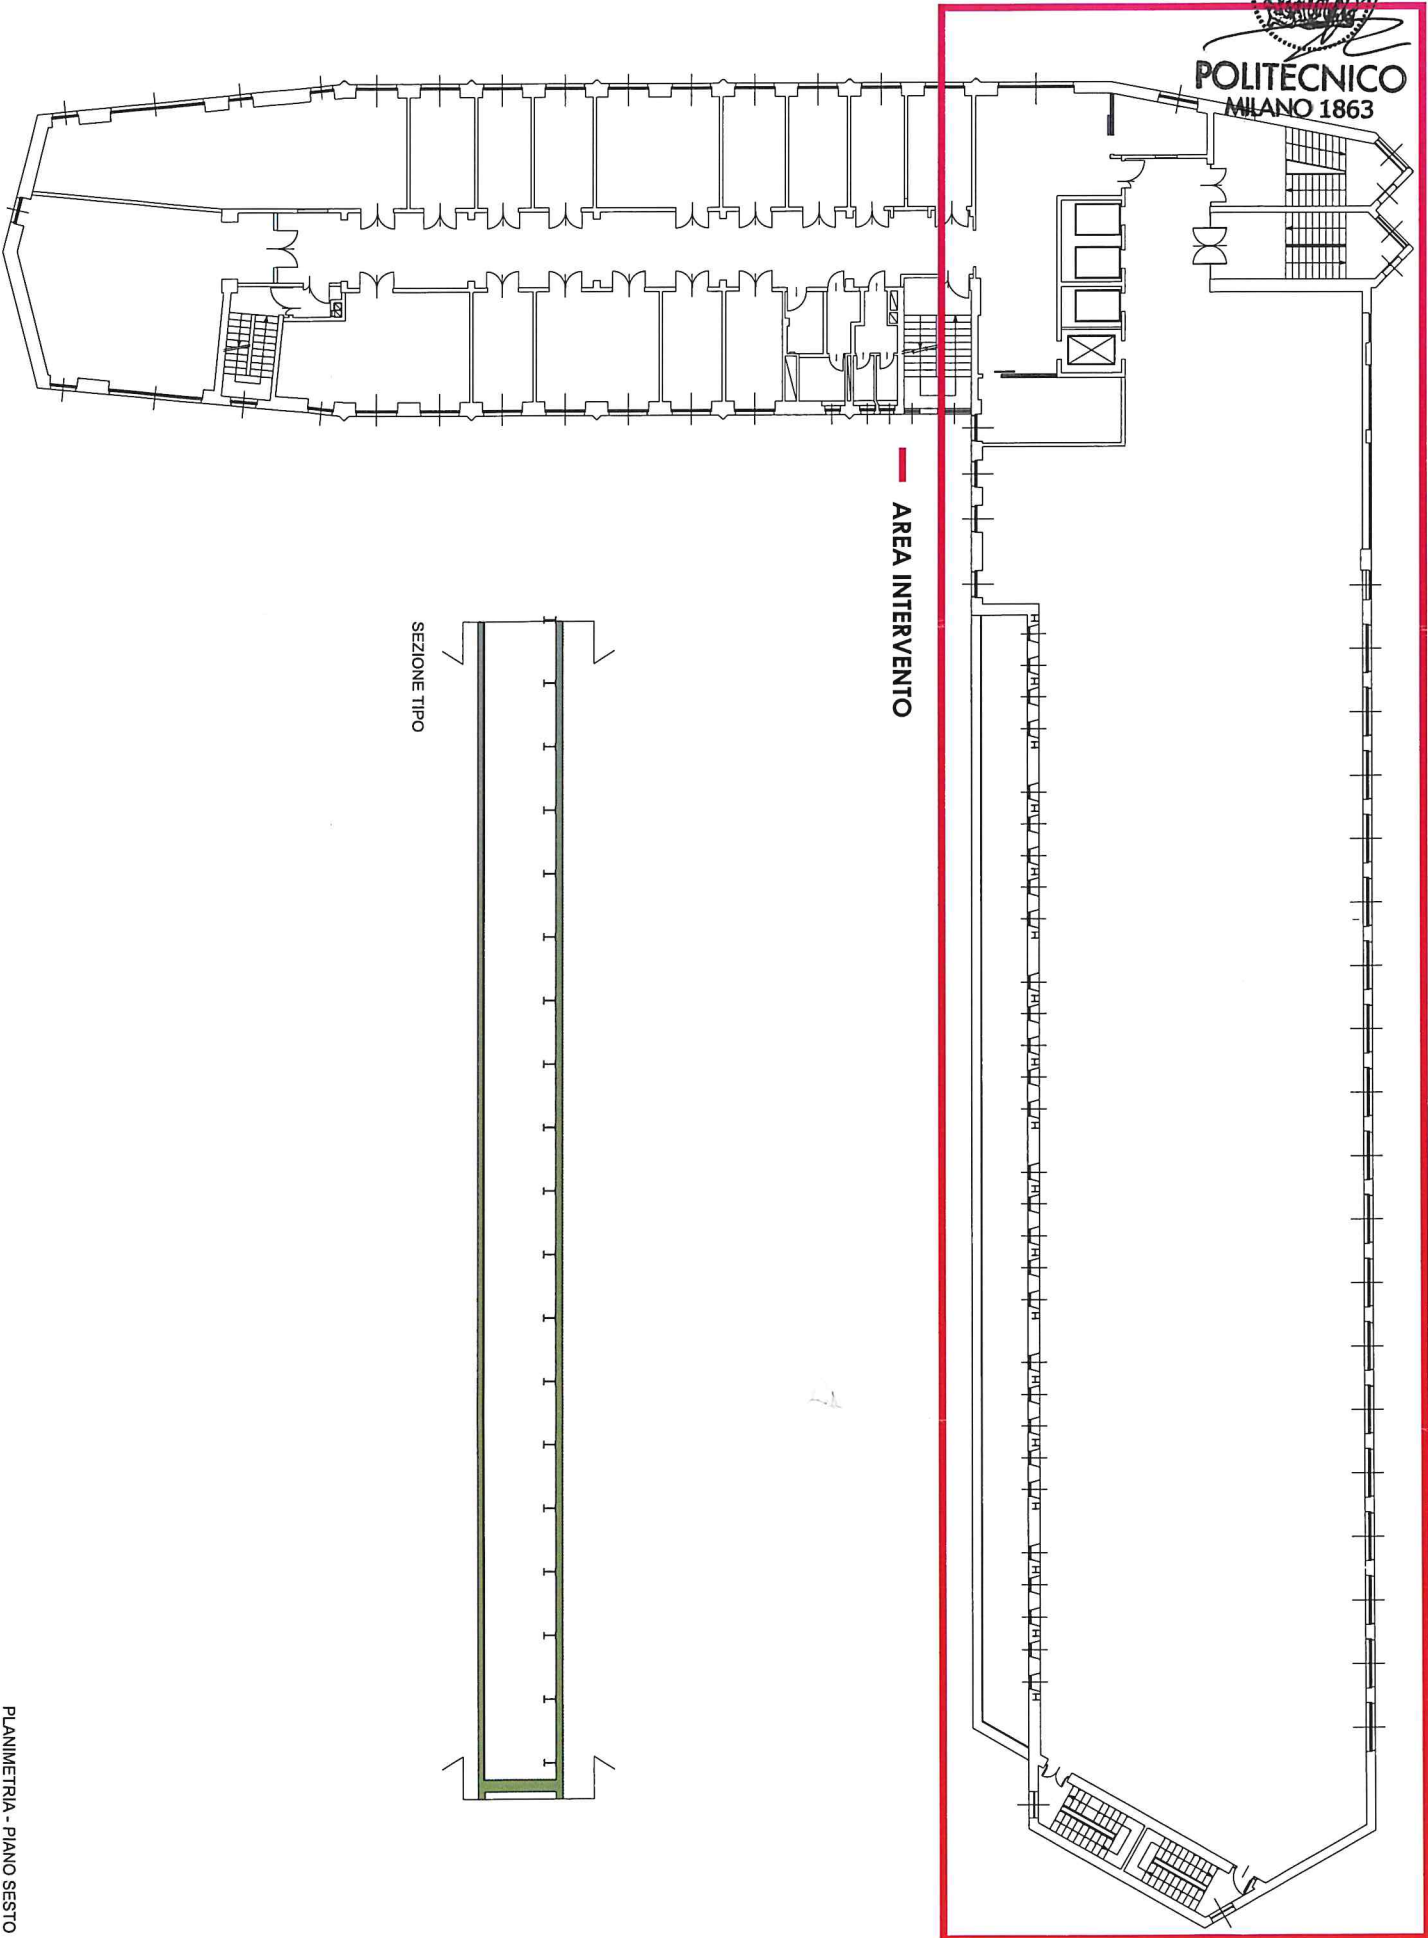 POLITECNICO
MILANO 1863
AREA INTERVENTO
SEZIONE TIPO
PLANIMETRIA - PIANO SESTO